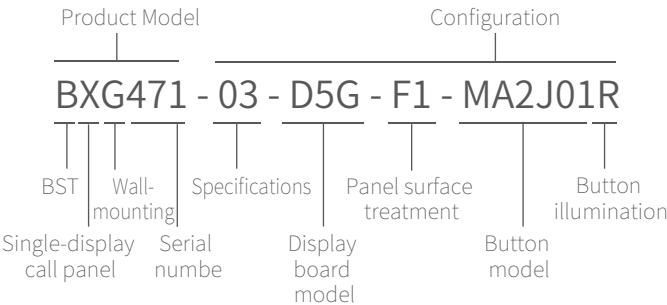 Product Model
Configuration
BXG471 - 03 - D5G - F1 - MA2J01R
BST
Wall-
mounting
Specifications
Panel surface
treatment
Button
illumination
Single-display
call panel
Serial
numbe
Display
board
model
Button
model